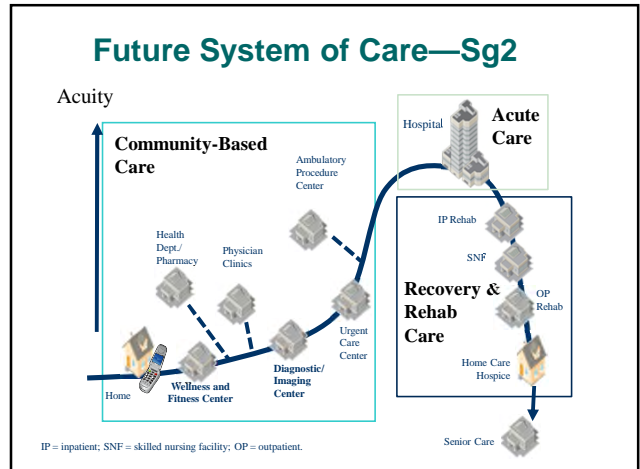 Future System of Care—Sg2
Acuity
Community-Based
Care
Ambulatory
Procedure
Center
Health
Dept./
Pharmacy
Physician
Clinics
Urgent
Care
Center
Diagnostic/
Imaging
Center
Wellness and
Fitness Center
Home
Hospital
Acute
Care
IP Rehab
SNF
Recovery &
Rehab
Care
OP
Rehab
Home Care
Hospice
Senior Care
IP = inpatient; SNF = skilled nursing facility; OP = outpatient.